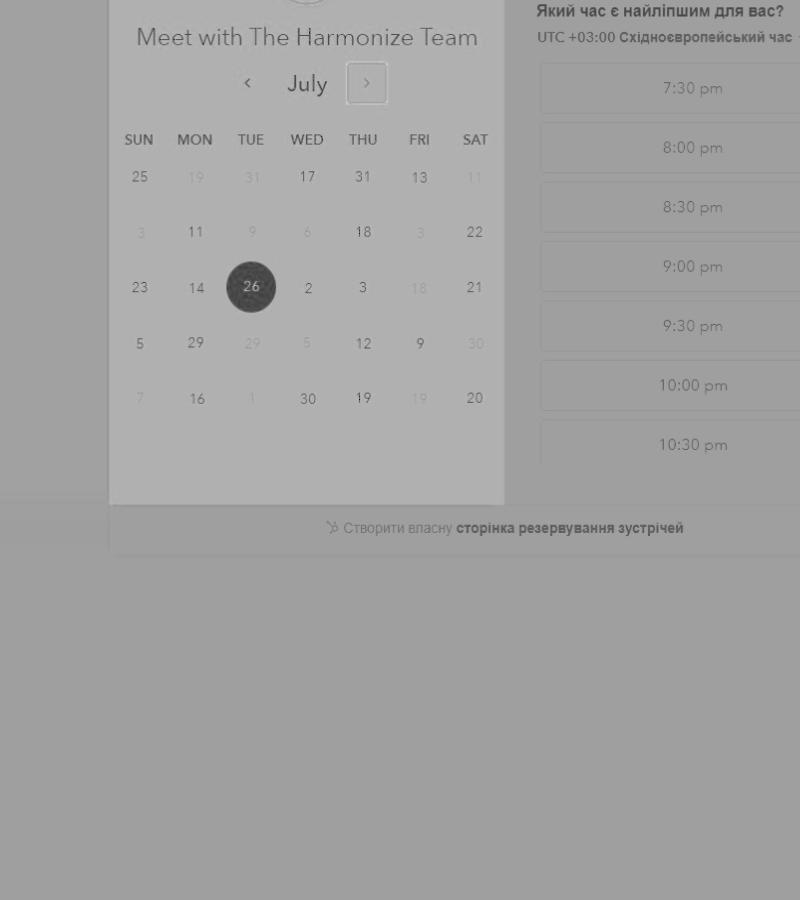 Meet with The Harmonize Team
July
SUN MON TUE WED THU FRI SAT
25 19 31 17 31 13 11
3 11 9 6 18 3 22
23 14 26 2 3 18 21
5 29 29 5 12 9 30
7 16 1 30 19 19 20
Який час є найліпшим для вас?
UTC +03:00 Східноєвропейський час
7:30 pm
8:00 pm
8:30 pm
9:00 pm
9:30 pm
10:00 pm
10:30 pm
Створити власну сторінка резервування зустрічей